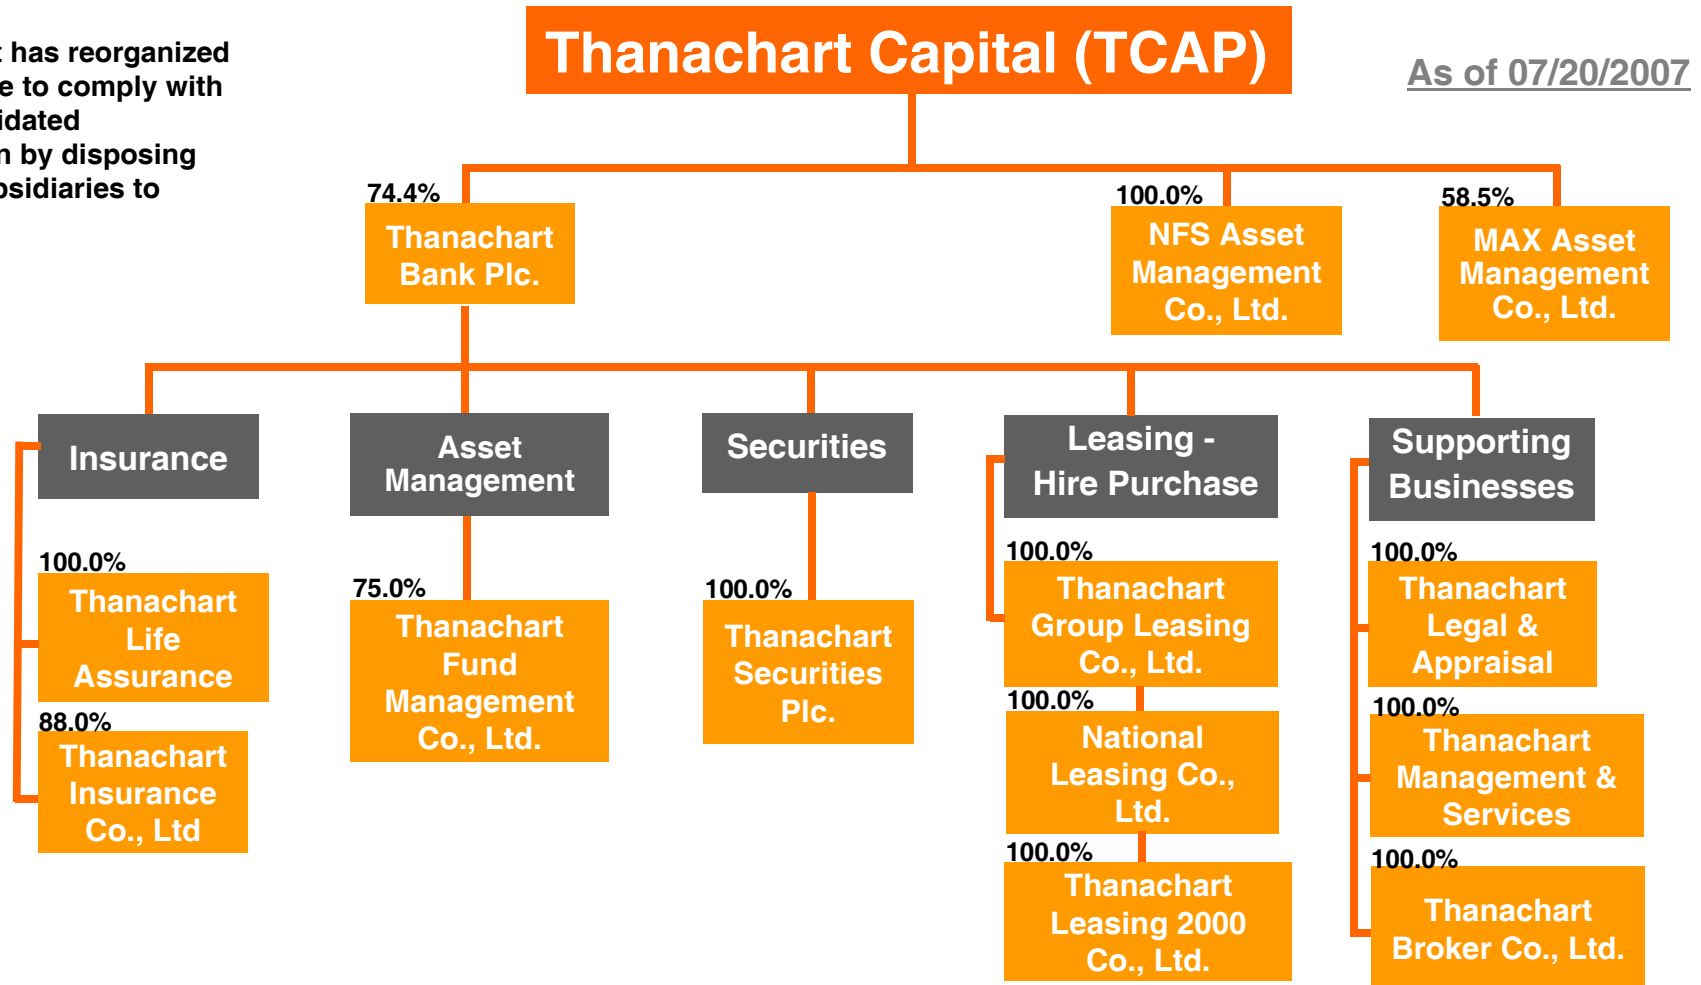 Thanachart Capital (TCAP)
As of 07/20/2007
has reorganized
to comply with
by disposing
to
74.4%
Thanachart
Bank Plc.
100.0%
NFS Asset
Management
Co., Ltd.
58.5%
MAX Asset
Management
Co., Ltd.
Insurance
100.0%
Thanachart
Life
Assurance
88.0%
Thanachart
Insurance
Co., Ltd
Asset
Management
75.0%
Thanachart
Fund
Management
Co., Ltd.
Securities
100.0%
Thanachart
Securities
Plc.
Leasing -
Hire Purchase
100.0%
Thanachart
Group Leasing
Co., Ltd.
100.0%
National
Leasing Co.,
Ltd.
100.0%
Thanachart
Leasing 2000
Co., Ltd.
Supporting
Businesses
100.0%
Thanachart
Legal &
Appraisal
100.0%
Thanachart
Management &
Services
100.0%
Thanachart
Broker Co., Ltd.